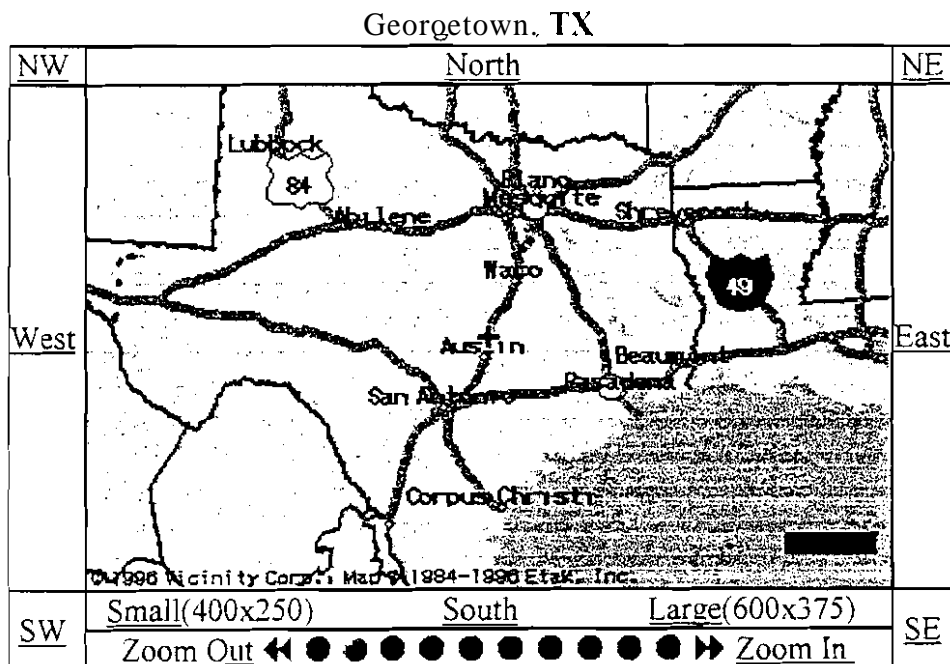 Georgetown, TX
NW North NE
Lubbock
84
Plano
Mesquite
Abilene
Shreveport
Waco
49
West
East
Austin
Beaumont
Pasadena
San Antonio
Corpus Christi
©1996 Vicinity Corp.; Map ©1984-1996 Etak, Inc.
Small(400x250) South Large(600x375)
SW SE
Zoom Out Zoom In